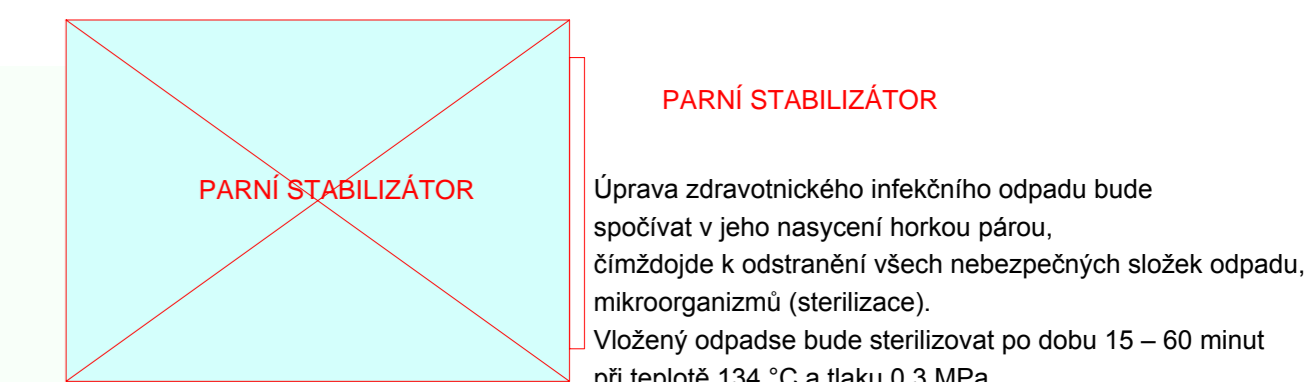 PARNÍ STABILIZÁTOR
PARNÍ STABILIZÁTOR
Úprava zdravotnického infekčního odpadu bude
spočívat v jeho nasycení horkou párou,
čímždojde k odstranění všech nebezpečných složek odpadu,
mikroorganizmů (sterilizace).
Vložený odpadse bude sterilizovat po dobu 15 – 60 minut
při teplotě 134 °C a tlaku 0,3 MPa